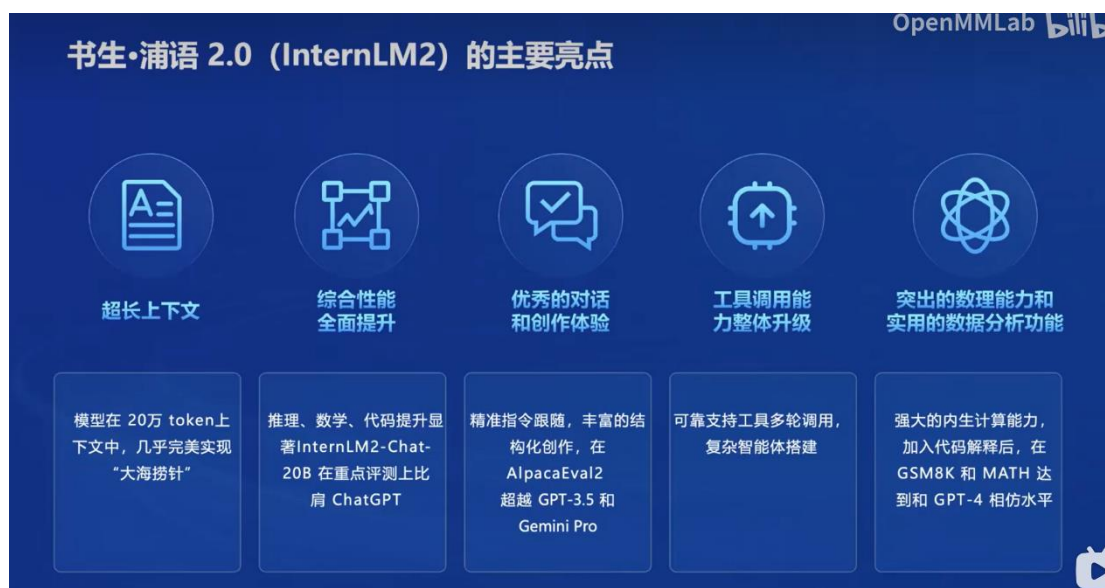 OpenMMLab
书生·浦语 2.0（InternLM2）的主要亮点
超长上下文
综合性能
全面提升
优秀的对话
和创作体验
工具调用能
力整体升级
突出的数理能力和
实用的数据分析功能
模型在 20万 token上
下文中，几乎完美实现
“大海捞针”
推理、数学、代码提升显
著InternLM2-Chat-
20B 在重点评测上比
肩 ChatGPT
精准指令跟随，丰富的结
构化创作，在
AlpacaEval2
超越 GPT-3.5 和
Gemini Pro
可靠支持工具多轮调用，
复杂智能体搭建
强大的内生计算能力，
加入代码解释后，在
GSM8K 和 MATH 达
到和 GPT-4 相仿水平